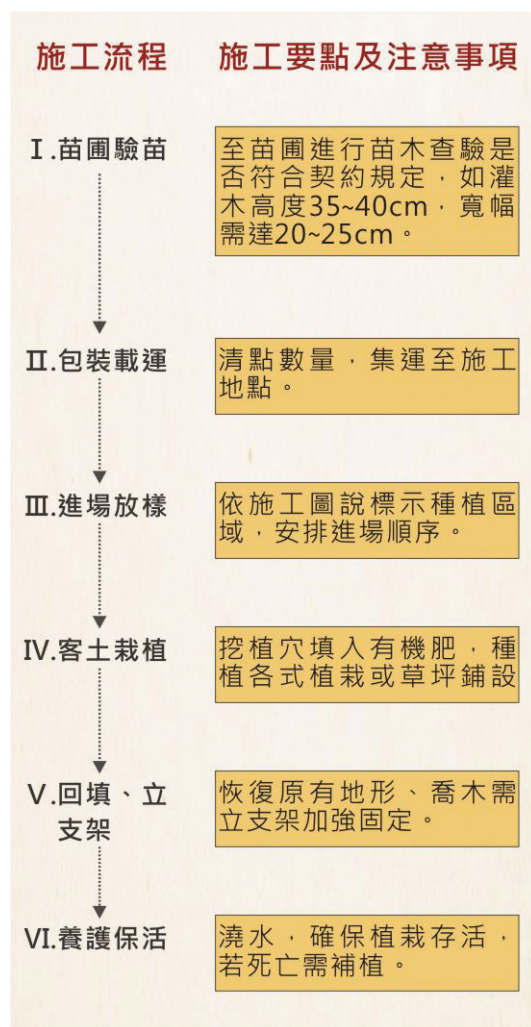 施工流程 施工要點及注意事項
Ⅰ.苗圃驗苗
至苗圃進行苗木查驗是
否符合契約規定，如灌
木高度35~40cm，寬幅
需達20~25cm。
Ⅱ.包裝載運
清點數量，集運至施工
地點。
Ⅲ.進場放樣
依施工圖說標示種植區
域，安排進場順序。
Ⅳ.客土栽植
挖植穴填入有機肥，種
植各式植栽或草坪鋪設
Ⅴ.回填、立
支架
恢復原有地形、喬木需
立支架加強固定。
Ⅵ.養護保活
澆水，確保植栽存活，
若死亡需補植。